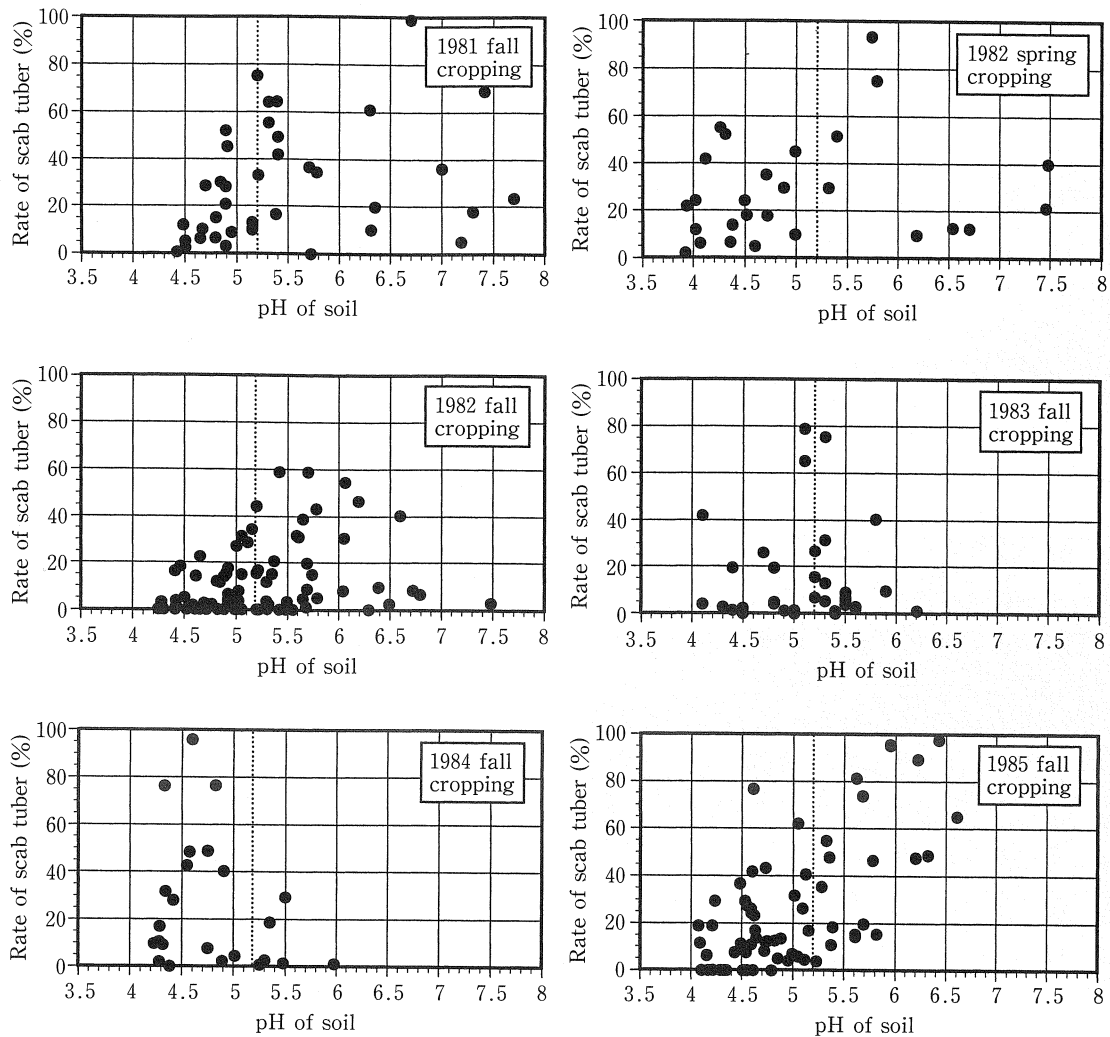 Rate of scab tuber (%)
100
80
60
40
20
0
1981 fall
cropping
3.5 4 4.5 5 5.5 6 6.5 7 7.5 8
pH of soil
Rate of scab tuber (%)
100
80
60
40
20
0
1982 spring
cropping
3.5 4 4.5 5 5.5 6 6.5 7 7.5 8
pH of soil
Rate of scab tuber (%)
100
80
60
40
20
0
1982 fall
cropping
3.5 4 4.5 5 5.5 6 6.5 7 7.5 8
pH of soil
Rate of scab tuber (%)
100
80
60
40
20
0
1983 fall
cropping
3.5 4 4.5 5 5.5 6 6.5 7 7.5 8
pH of soil
Rate of scab tuber (%)
100
80
60
40
20
0
1984 fall
cropping
3.5 4 4.5 5 5.5 6 6.5 7 7.5 8
pH of soil
Rate of scab tuber (%)
100
80
60
40
20
0
1985 fall
cropping
3.5 4 4.5 5 5.5 6 6.5 7 7.5 8
pH of soil